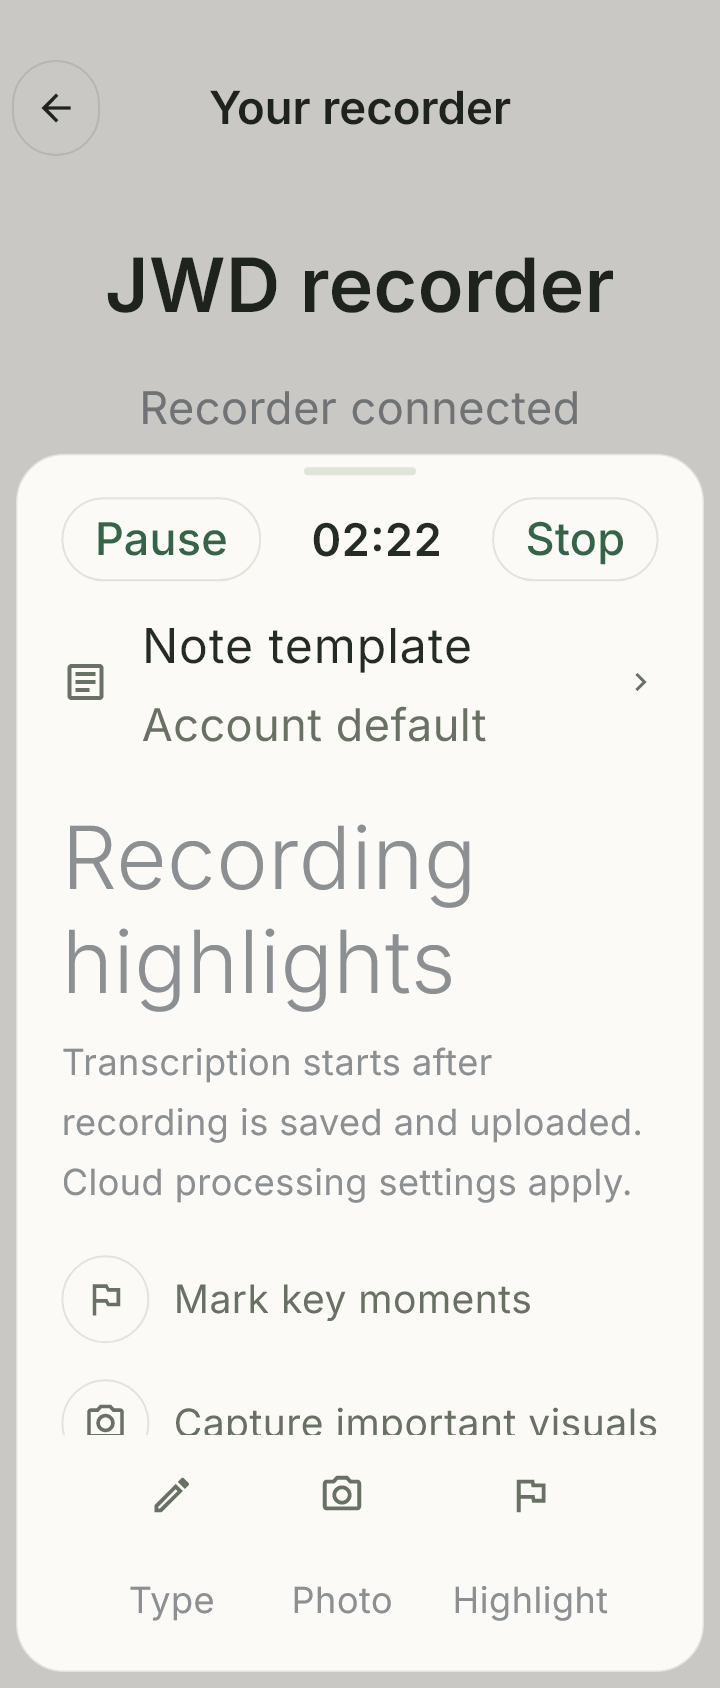 Your recorder
JWD recorder
Recorder connected
Pause
02:22
Stop
Note template
Account default
Recording
highlights
Transcription starts after
recording is saved and uploaded.
Cloud processing settings apply.
Mark key moments
Capture important visuals
Type
Photo
Highlight